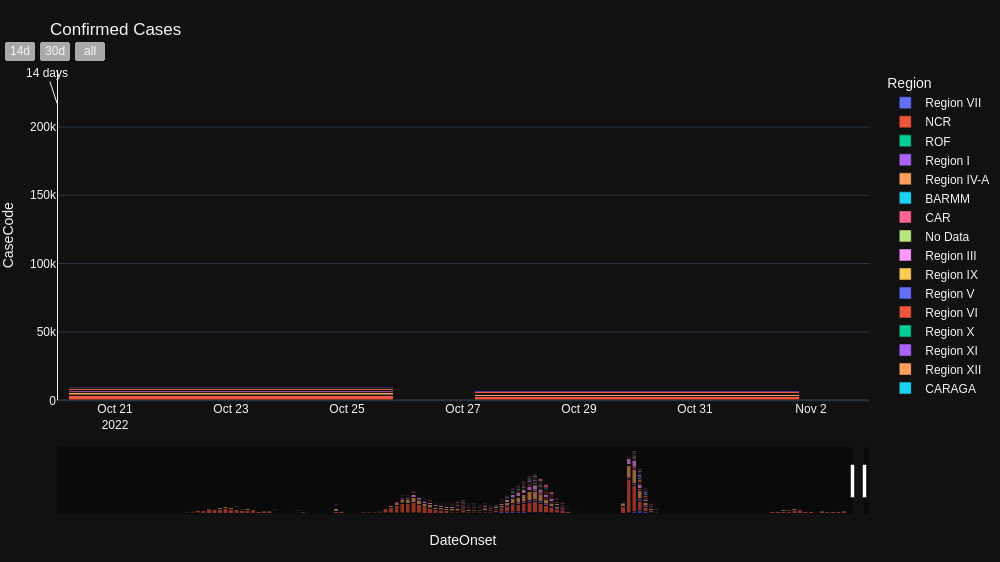 Confirmed Cases
14d 30d all
14 days
Region
Region VII
NCR
ROF
Region I
Region IV-A
BARMM
CAR
No Data
Region III
Region IX
Region V
Region VI
Region X
Region XI
Region XII
CARAGA
CaseCode
200k
150k
100k
50k
0
Oct 21 Oct 23 Oct 25 Oct 27 Oct 29 Oct 31 Nov 2
2022
DateOnset